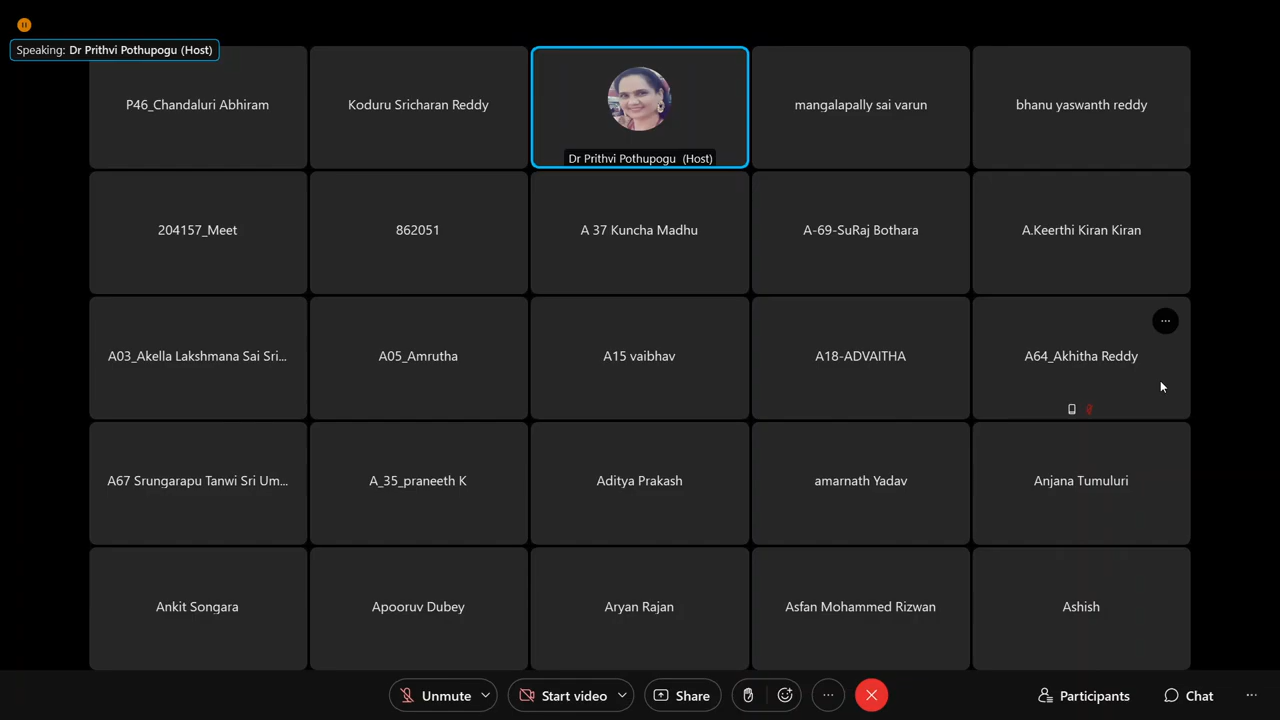 Speaking: Dr Prithvi Pothupogu (Host)
P46_Chandaluri Abhiram
Koduru Sricharan Reddy
Dr Prithvi Pothupogu (Host)
mangalapally sai varun
bhanu yaswanth reddy
204157_Meet
862051
A 37 Kuncha Madhu
A-69-SuRaj Bothara
A.Keerthi Kiran Kiran
A03_Akella Lakshmana Sai Sri...
A05_Amrutha
A15 vaibhav
A18-ADVAITHA
A64_Akhitha Reddy
A67 Srungarapu Tanwi Sri Um...
A_35_praneeth K
Aditya Prakash
amarnath Yadav
Anjana Tumuluri
Ankit Songara
Apooruv Dubey
Aryan Rajan
Asfan Mohammed Rizwan
Ashish
Unmute
Start video
Share
Participants
Chat